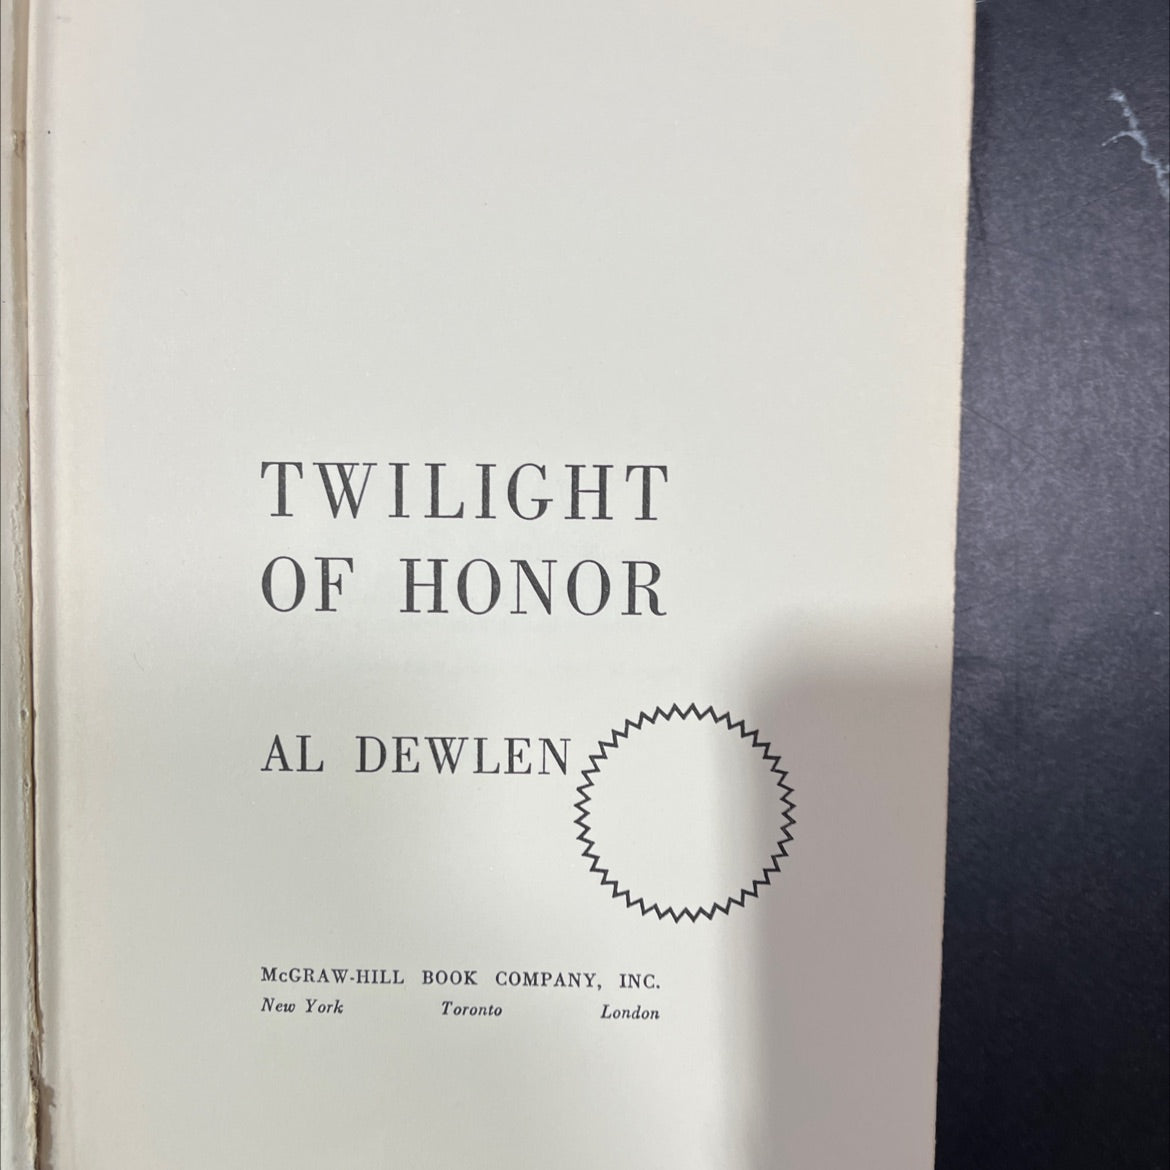 TWILIGHT
OF HONOR
AL DEWLEN
McGRAW-HILL BOOK COMPANY, INC.
New York Toronto London